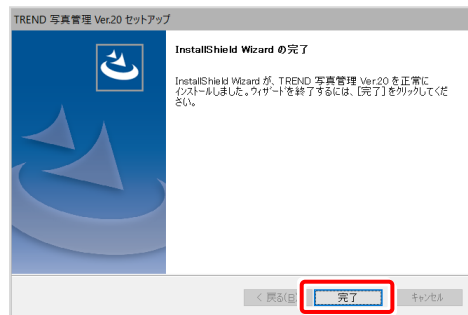 TREND 写真管理 Ver.20 セットアップ
InstallShield Wizard の完了
InstallShield Wizard が、TREND 写真管理 Ver.20 を正常に
インストールしました。ウィザードを終了するには、[完了]をクリックしてくだ
さい。
< 戻る(B) 完了 キャンセル